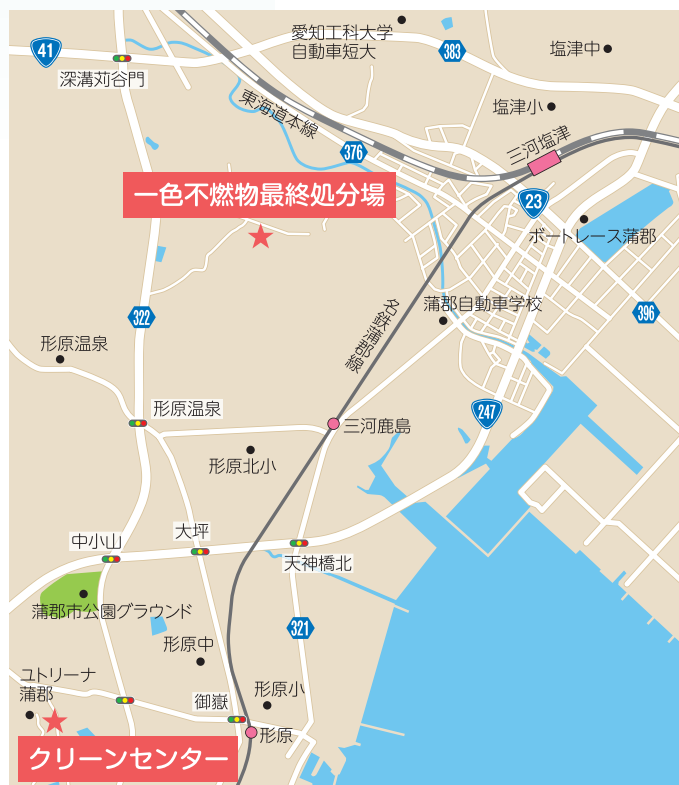 愛知工科大学
自動車短大
41
383
塩津中
深溝苅谷門
塩津小
東海道本線
376
三河塩津
一色不燃物最終処分場
23
ボートレース蒲郡
322
名鉄蒲郡線
蒲郡自動車学校
396
形原温泉
形原温泉
247
三河鹿島
形原北小
大坪
中小山
天神橋北
蒲郡市公園グラウンド
321
形原中
ユトリーナ
蒲郡
形原小
御嶽
形原
クリーンセンター